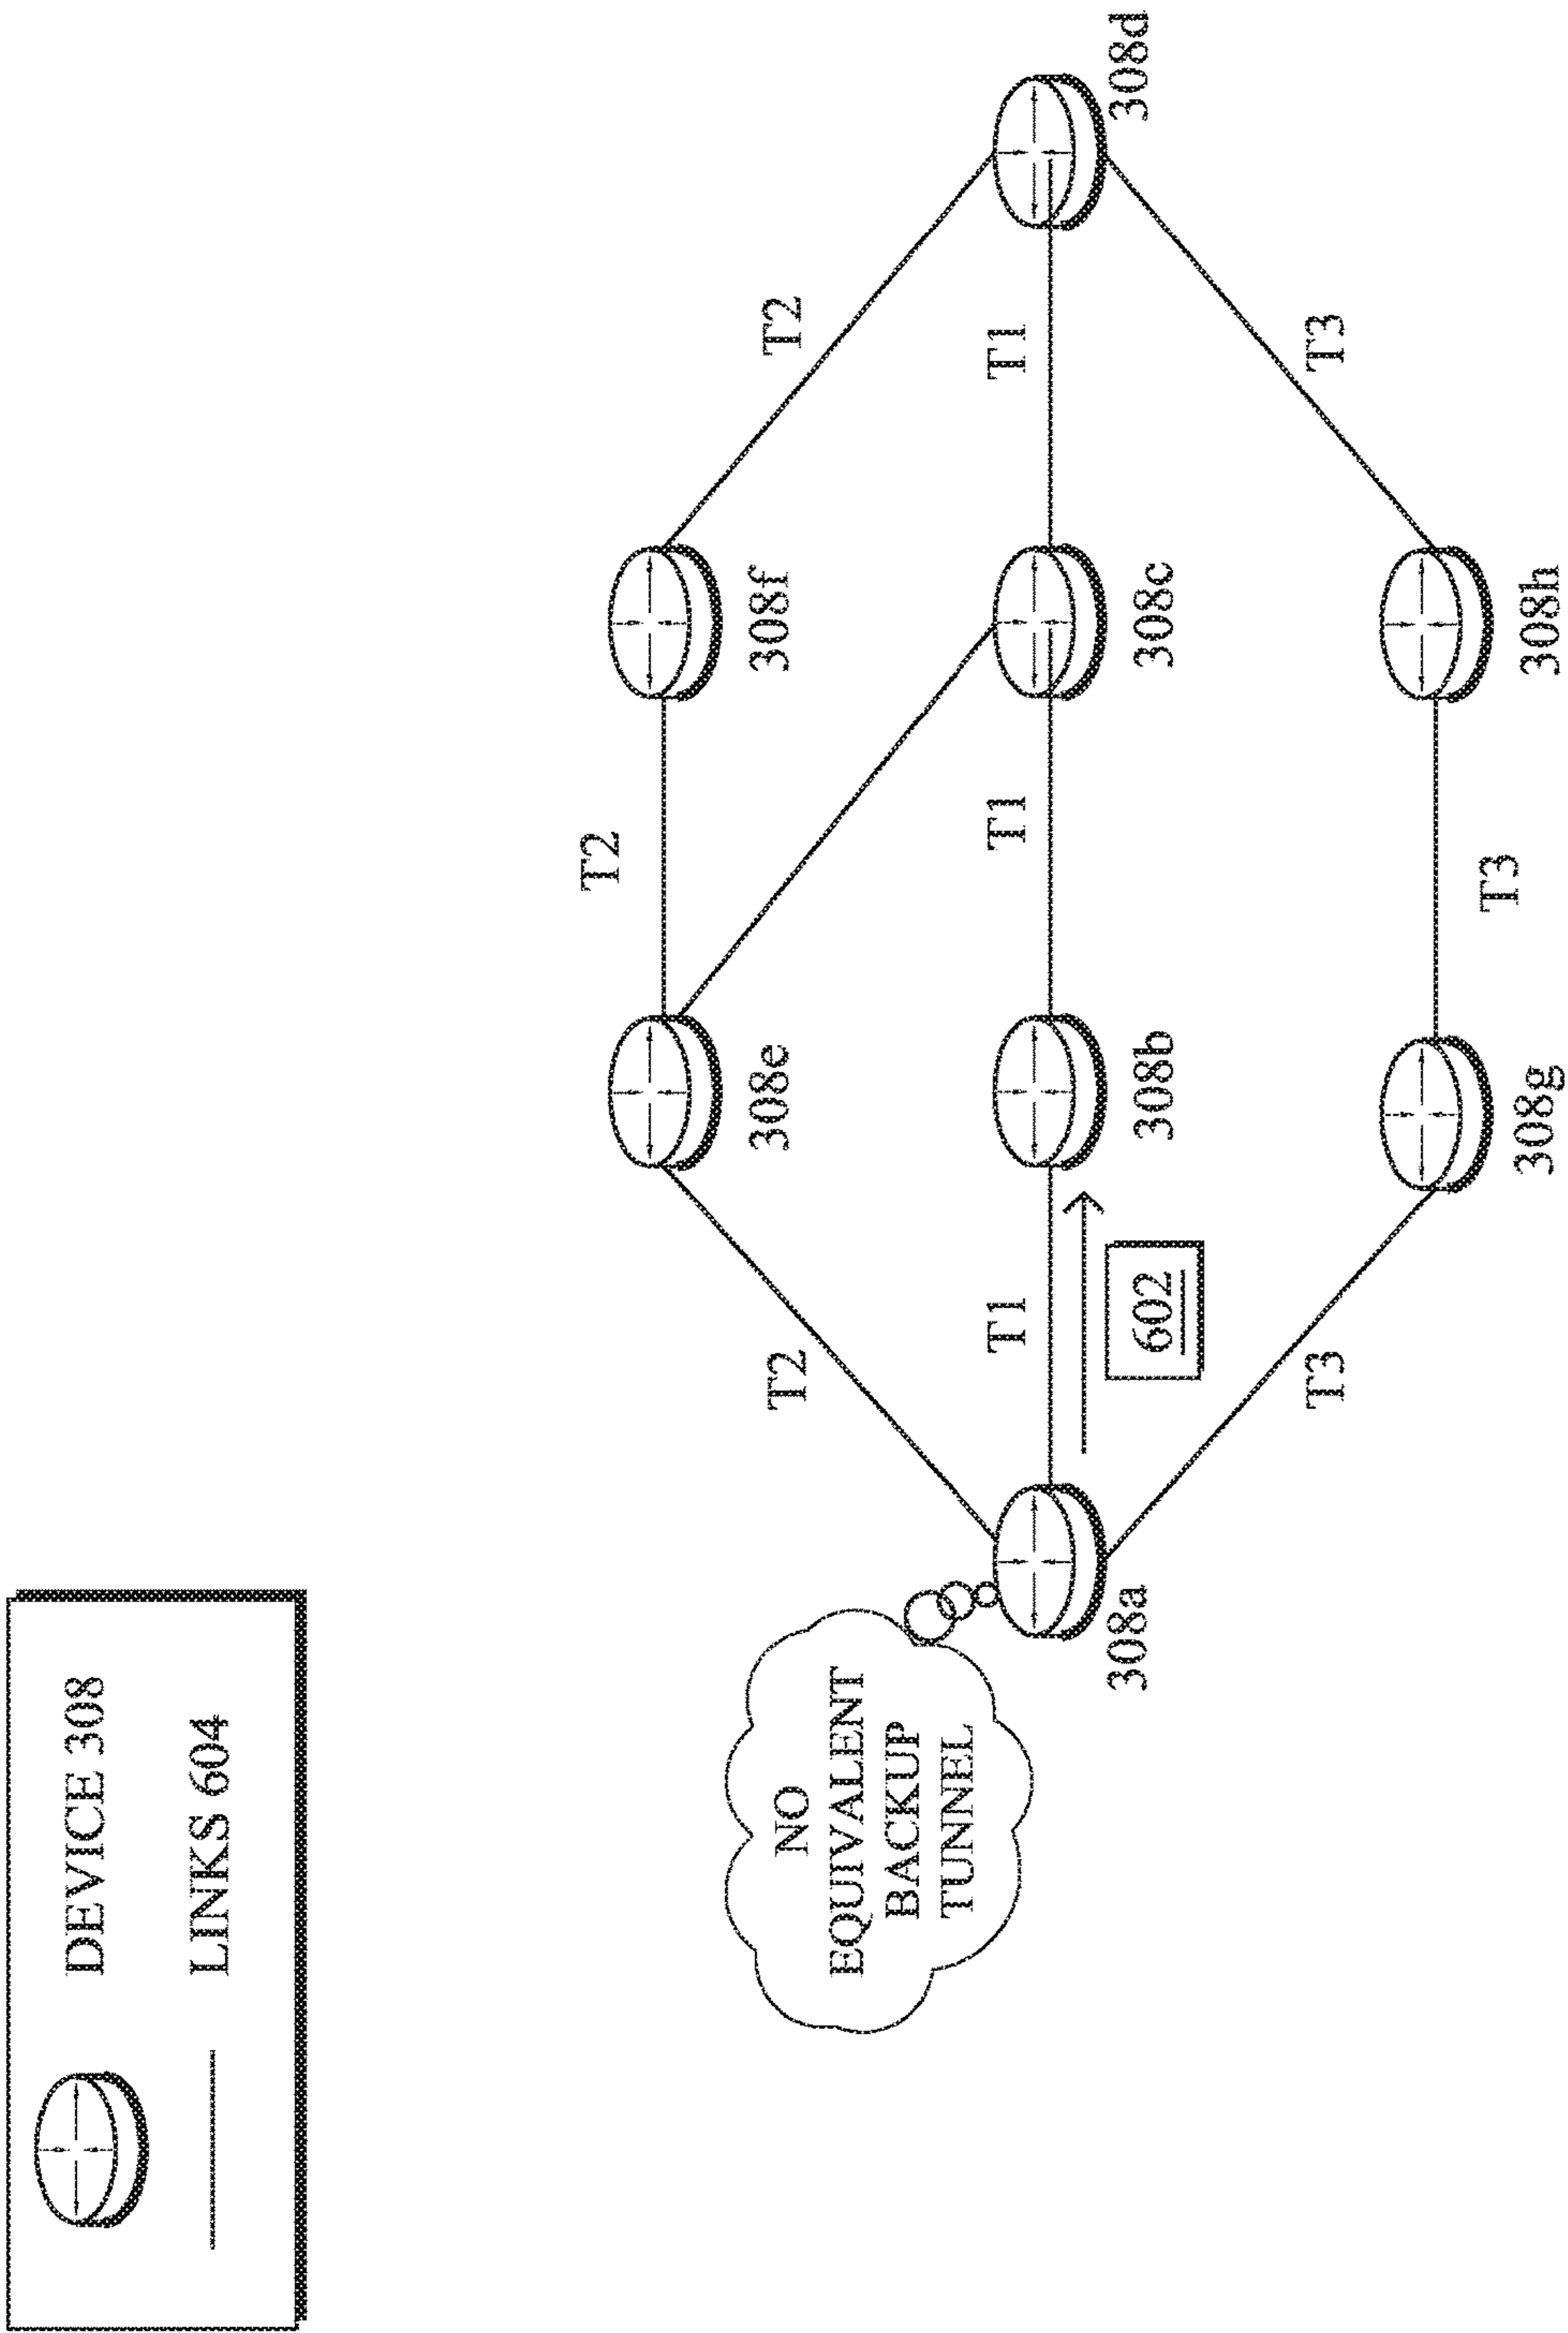 DEVICE 308
LINKS 604
NO
EQUIVALENT
BACKUP
TUNNEL
308a
T2
T1
602
T3
308e
308b
308g
T2
T1
T3
308f
308c
308h
T2
T1
T3
308d